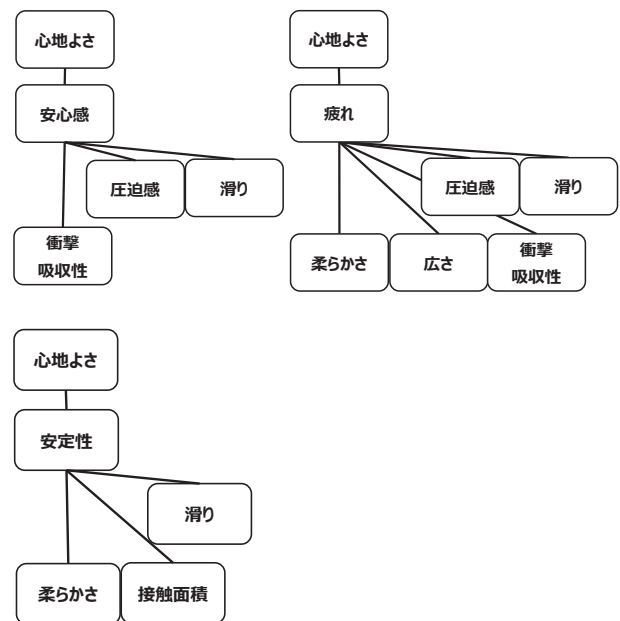 心地よさ
安心感
圧迫感
滑り
衝撃
吸収性
心地よさ
疲れ
圧迫感
滑り
柔らかさ
広さ
衝撃
吸収性
心地よさ
安定性
滑り
柔らかさ
接触面積